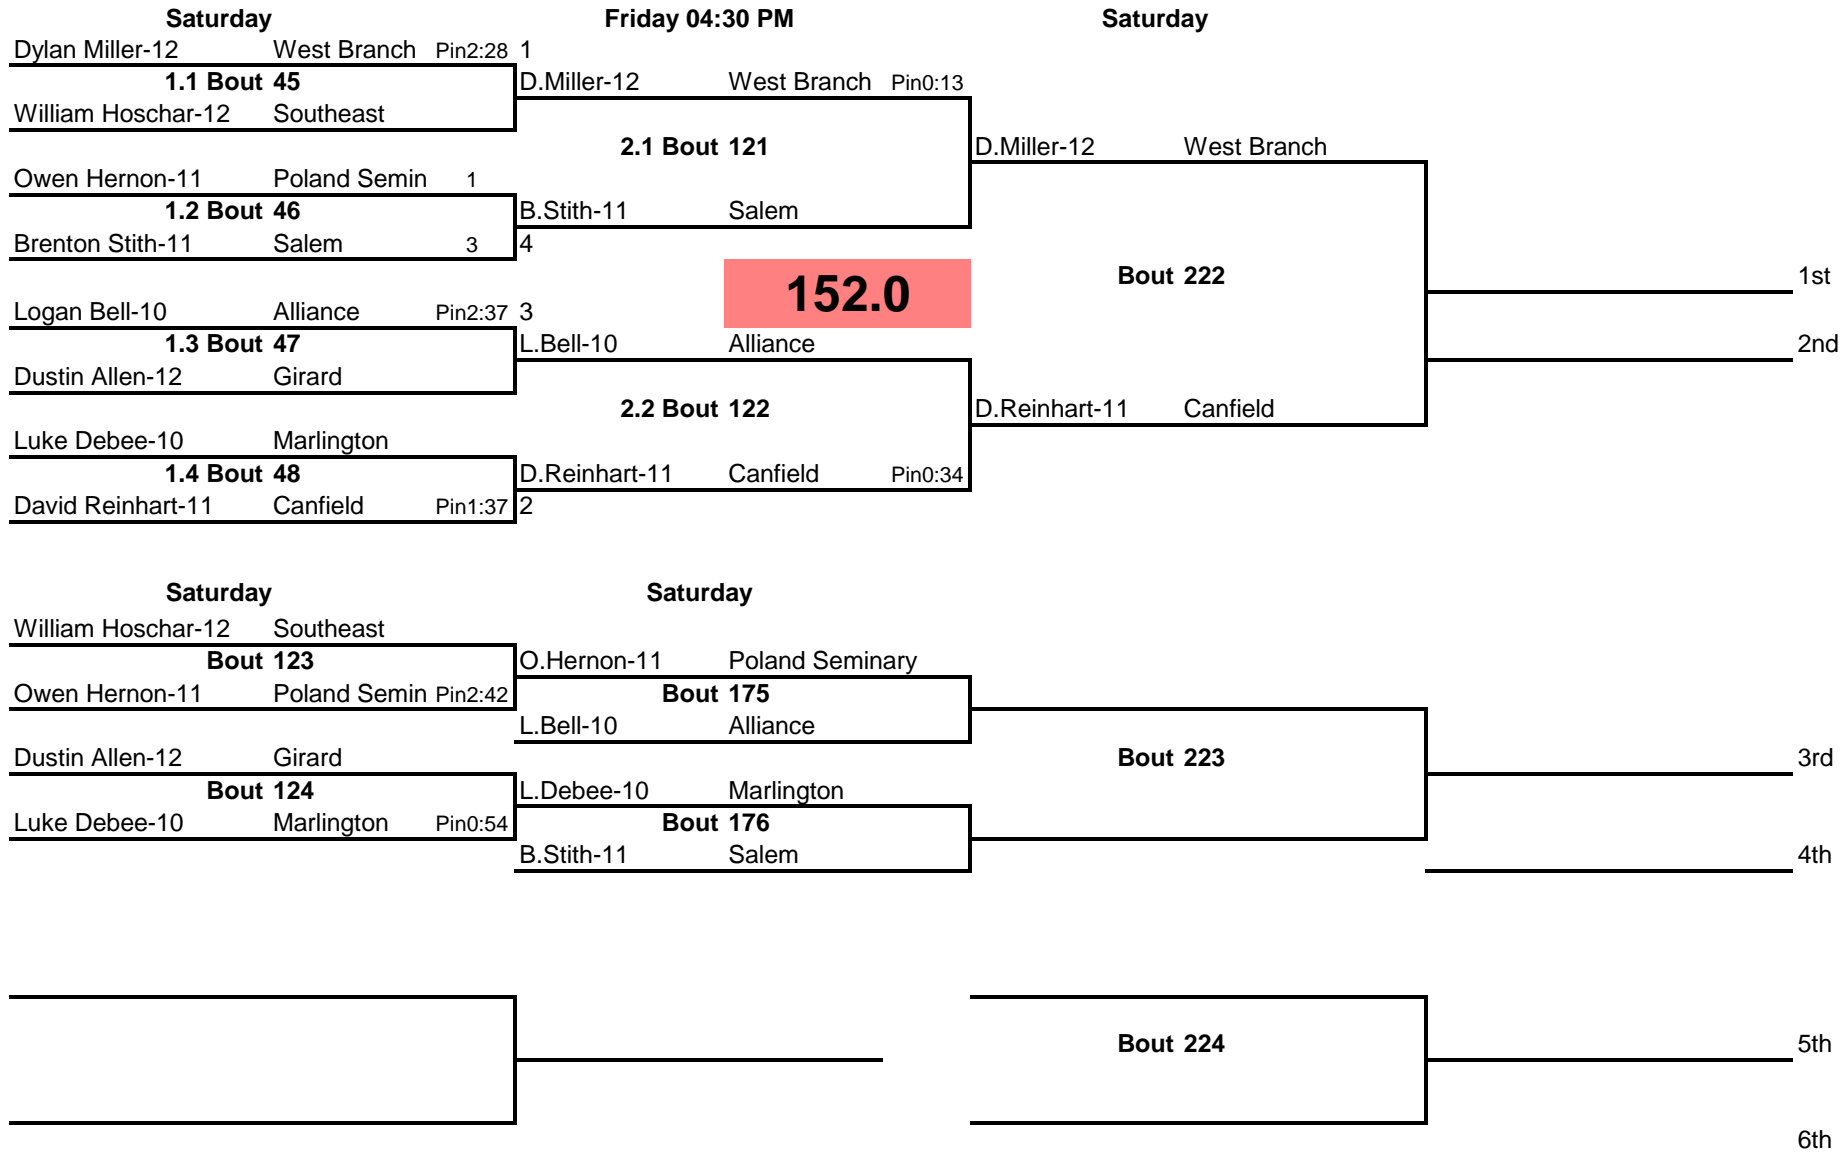 Saturday Friday 04:30 PM Saturday
Dylan Miller-12 West Branch Pin2:28 1
1.1 Bout 45 D.Miller-12 West Branch Pin0:13
William Hoschar-12 Southeast
2.1 Bout 121 D.Miller-12 West Branch
Owen Hernon-11 Poland Semin 1
1.2 Bout 46 B.Stith-11 Salem
Brenton Stith-11 Salem 3 4
152.0 Bout 222 1st
Logan Bell-10 Alliance Pin2:37 3
1.3 Bout 47 L.Bell-10 Alliance 2nd
Dustin Allen-12 Girard
2.2 Bout 122 D.Reinhart-11 Canfield
Luke Debee-10 Marlington
1.4 Bout 48 D.Reinhart-11 Canfield Pin0:34
David Reinhart-11 Canfield Pin1:37 2
Saturday Saturday
William Hoschar-12 Southeast
Bout 123 O.Hernon-11 Poland Seminary
Owen Hernon-11 Poland Semin Pin2:42 Bout 175
L.Bell-10 Alliance
Dustin Allen-12 Girard Bout 223 3rd
Bout 124 L.Debee-10 Marlington
Luke Debee-10 Marlington Pin0:54 Bout 176
B.Stith-11 Salem 4th
Bout 224 5th
6th